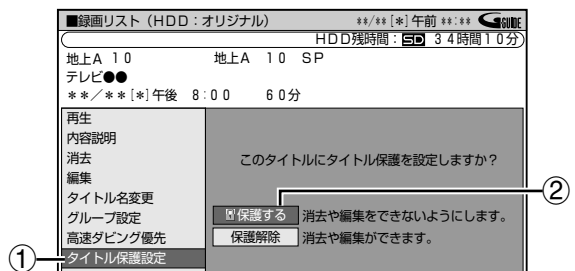 ■録画リスト（HDD：オリジナル） **/**[*]午前 **:** GGUIDE
HDD残時間：SD ３４時間１０分
地上A １０ 地上A １０ SP
テレビ●●
**／**[*]午後 8：００ ６０分
再生
内容説明
消去
編集
タイトル名変更
グループ設定
高速ダビング優先
タイトル保護設定
このタイトルにタイトル保護を設定しますか？
保護する 消去や編集をできないようにします。
保護解除 消去や編集ができます。
①
②